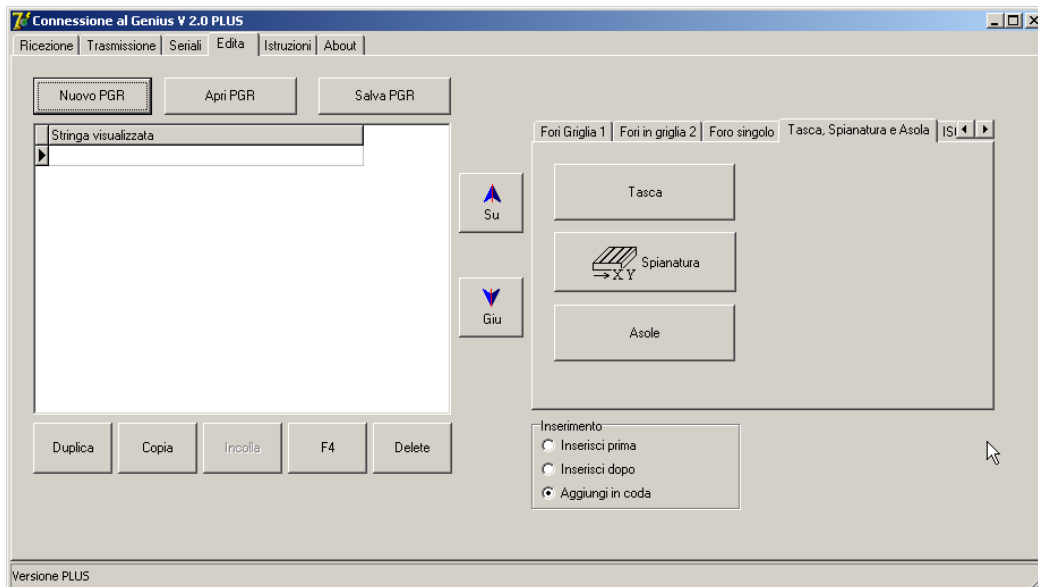 Connessione al Genius V 2.0 PLUS
Ricezione Trasmissione Seriali Edita Istruzioni About
Nuovo PGR Apri PGR Salva PGR
Stringa visualizzata
Fori Griglia 1 Fori in griglia 2 Foro singolo Tasca, Spianatura e Asola
Tasca
Su
X Y Spianatura
Giu
Asole
Duplica Copia Incolla F4 Delete
Inserimento
Inserisci prima
Inserisci dopo
Aggiungi in coda
Versione PLUS